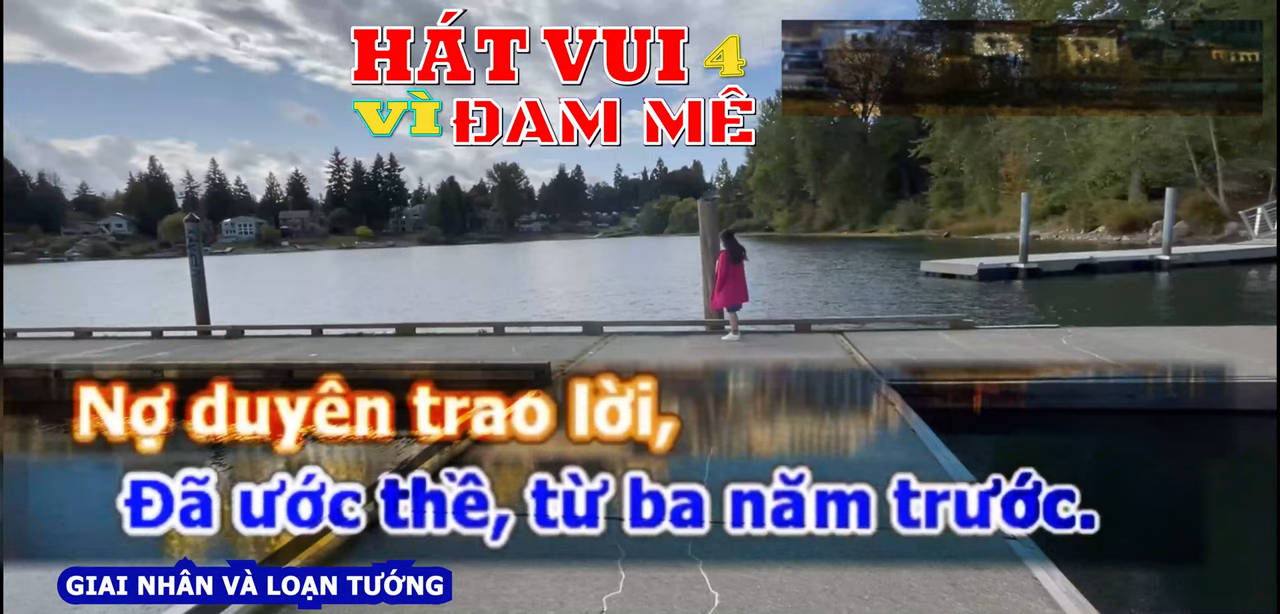 HÁT VUI 4
VÌ ĐAM MÊ
Nợ duyên trao lời,
Đã ước thề, từ ba năm trước.
GIAI NHÂN VÀ LOẠN TƯỚNG